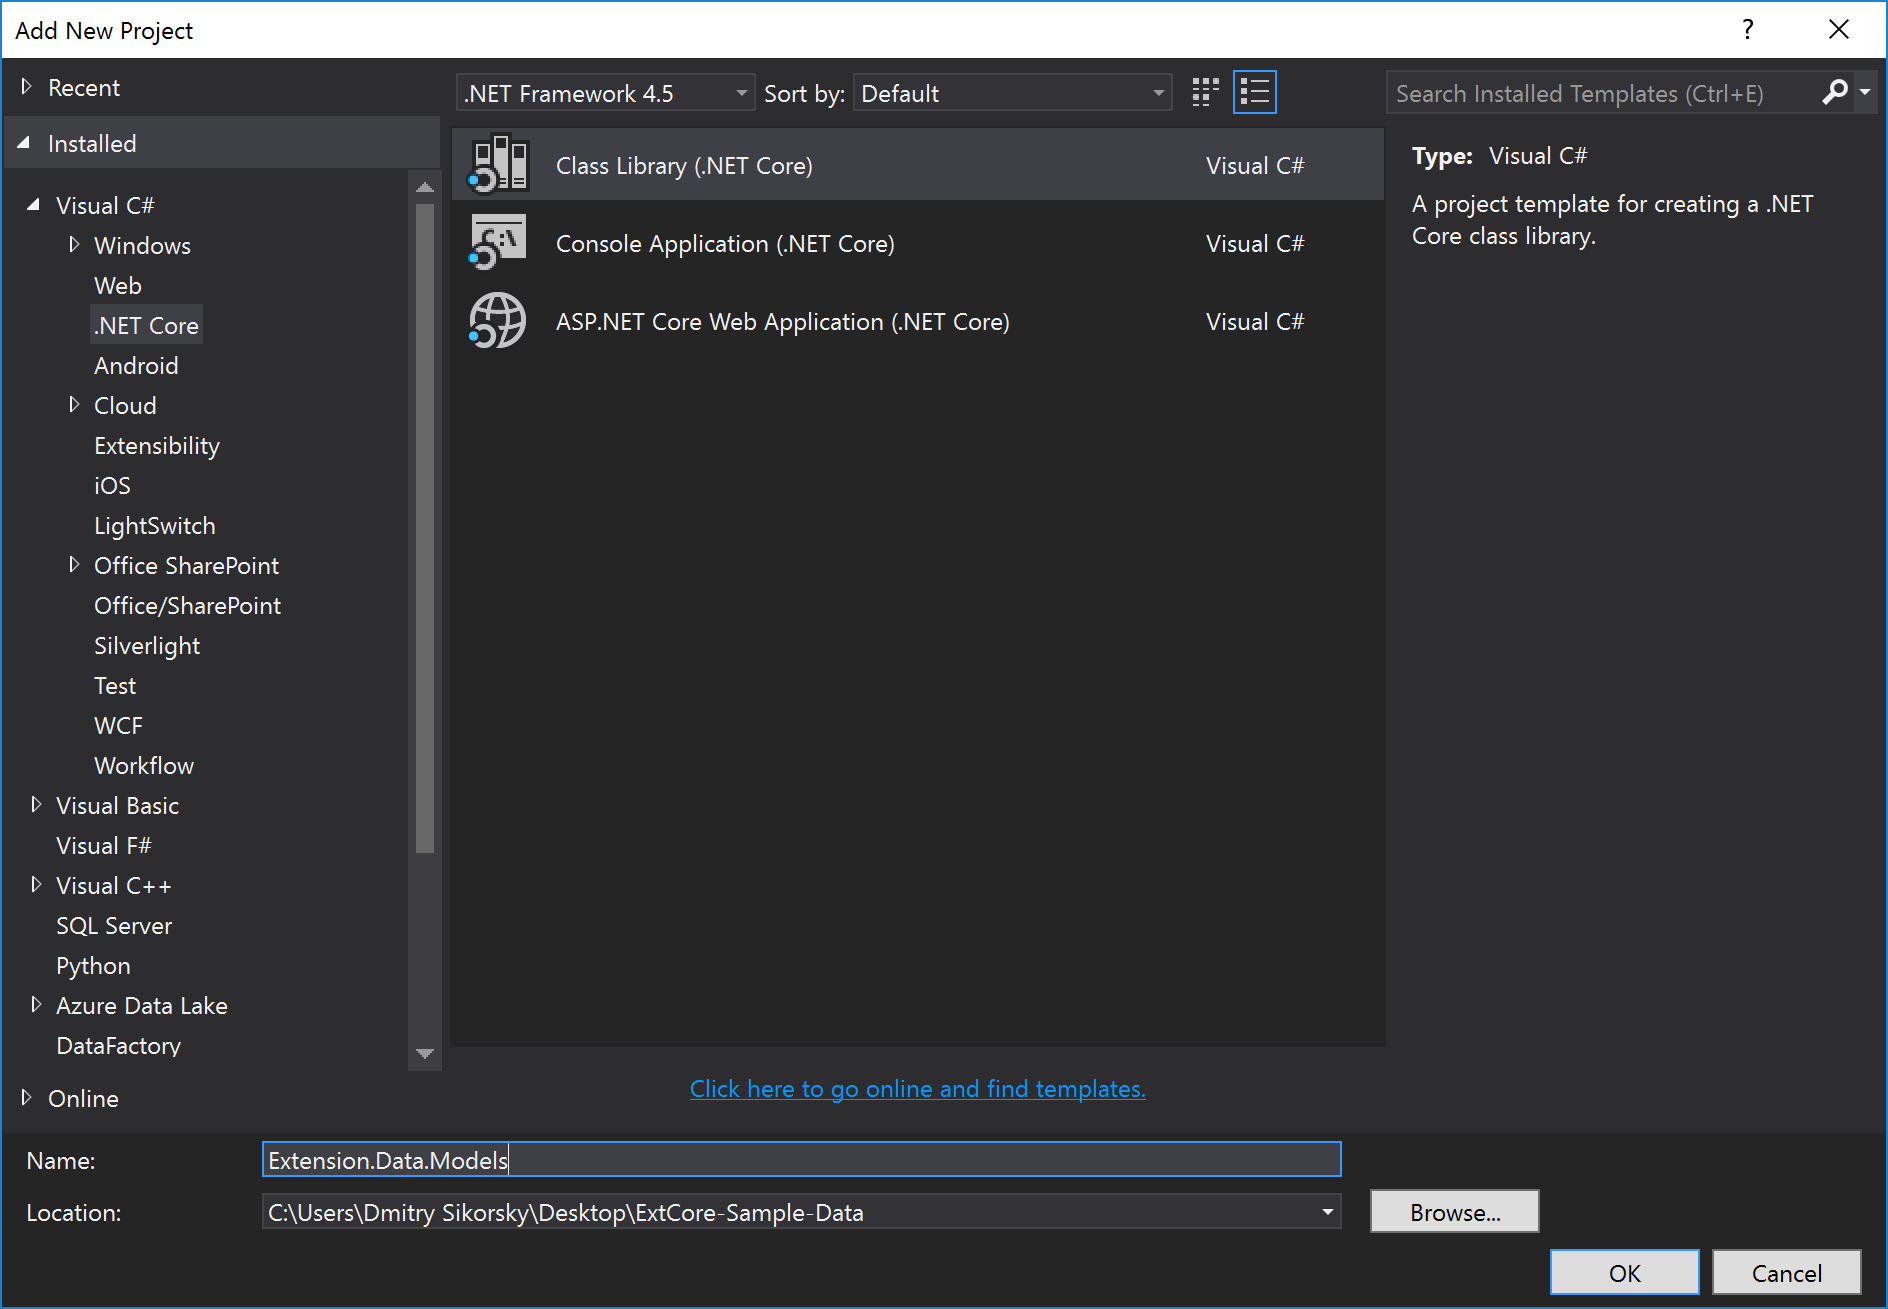 Add New Project
?
Recent
Installed
Visual C#
Windows
Web
.NET Core
Android
Cloud
Extensibility
iOS
LightSwitch
Office SharePoint
Office/SharePoint
Silverlight
Test
WCF
Workflow
Visual Basic
Visual F#
Visual C++
SQL Server
Python
Azure Data Lake
DataFactory
Online
.NET Framework 4.5
Sort by: Default
Class Library (.NET Core) Visual C#
Console Application (.NET Core) Visual C#
ASP.NET Core Web Application (.NET Core) Visual C#
Click here to go online and find templates.
Search Installed Templates (Ctrl+E)
Type: Visual C#
A project template for creating a .NET
Core class library.
Name: Extension.Data.Models
Location: C:\Users\Dmitry Sikorsky\Desktop\ExtCore-Sample-Data
Browse...
OK
Cancel